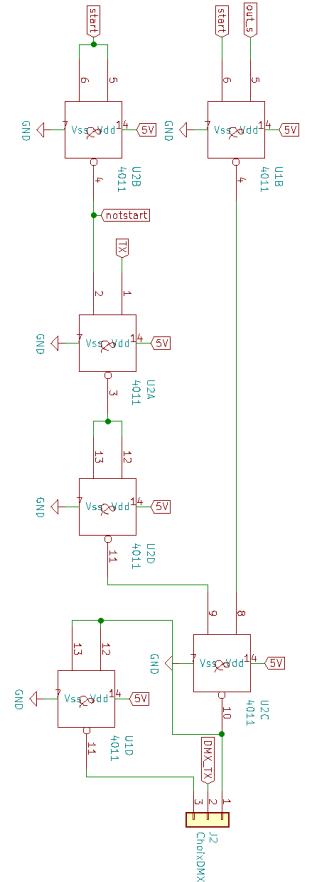 start
start
out_s
6
5
6
5
7
Vss
&
Vdd
14
5V
GND
7
Vss
&
Vdd
14
5V
GND
4
U2B
4011
4
U1B
4011
notstart
TX
2
1
7
Vss
&
Vdd
14
5V
GND
3
U2A
4011
13
12
7
Vss
&
Vdd
14
5V
GND
11
U2D
4011
9
8
7
Vss
&
Vdd
14
5V
GND
10
U2C
4011
13
12
7
Vss
&
Vdd
14
5V
GND
11
U1D
4011
DMX_TX
3
2
1
J2
ChoixDMX